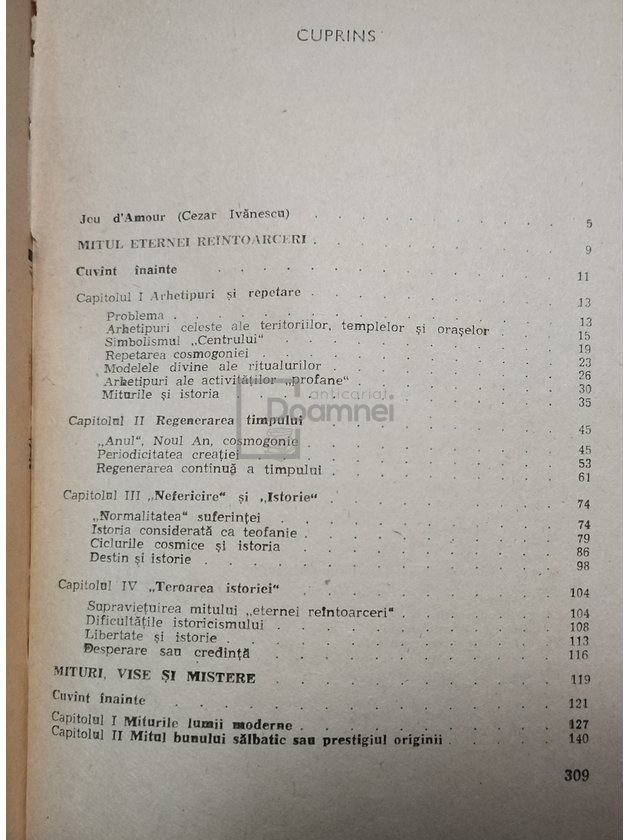 CUPRINS
Jeu d'Amour (Cezar Ivănescu) . . . . . . . . . 5
MITUL ETERNEI REÎNTOARCERI . . . . . . . . . 9
Cuvînt înainte . . . . . . . . . 11
Capitolul I Arhetipuri și repetare . . . . . . . . . 13
Problema . . . . . . . . . 13
Arhetipuri celeste ale teritoriilor, templelor și orașelor . . . 15
Simbolismul „Centrului" . . . . . . . . . 19
Repetarea cosmogoniei . . . . . . . . . 23
Modelele divine ale ritualurilor . . . . . . . . . 26
Arhetipuri ale activităților „profane" . . . . . . . . . 30
Miturile și istoria . . . . . . . . . 35
anticariat
Doamnei
Capitolul II Regenerarea timpului . . . . . . . . . 45
„Anul", Noul An, cosmogonie . . . . . . . . . 45
Periodicitatea creației . . . . . . . . . 53
Regenerarea continuă a timpului . . . . . . . . . 61
Capitolul III „Nefericire" și „Istorie" . . . . . . . . . 74
„Normalitatea" suferinței . . . . . . . . . 74
Istoria considerată ca teofanie . . . . . . . . . 79
Ciclurile cosmice și istoria . . . . . . . . . 86
Destin și istorie . . . . . . . . . 98
Capitolul IV „Teroarea istoriei" . . . . . . . . . 104
Supraviețuirea mitului „eternei reîntoarceri" . . . . . . 104
Dificultățile istoricismului . . . . . . . . . 108
Libertate și istorie . . . . . . . . . 113
Desperare sau credință . . . . . . . . . 116
MITURI, VISE ȘI MISTERE . . . . . . . . . 119
Cuvînt înainte . . . . . . . . . 121
Capitolul I Miturile lumii moderne . . . . . . . . . 127
Capitolul II Mitul bunului sălbatic sau prestigiul originii . . . . 140
309